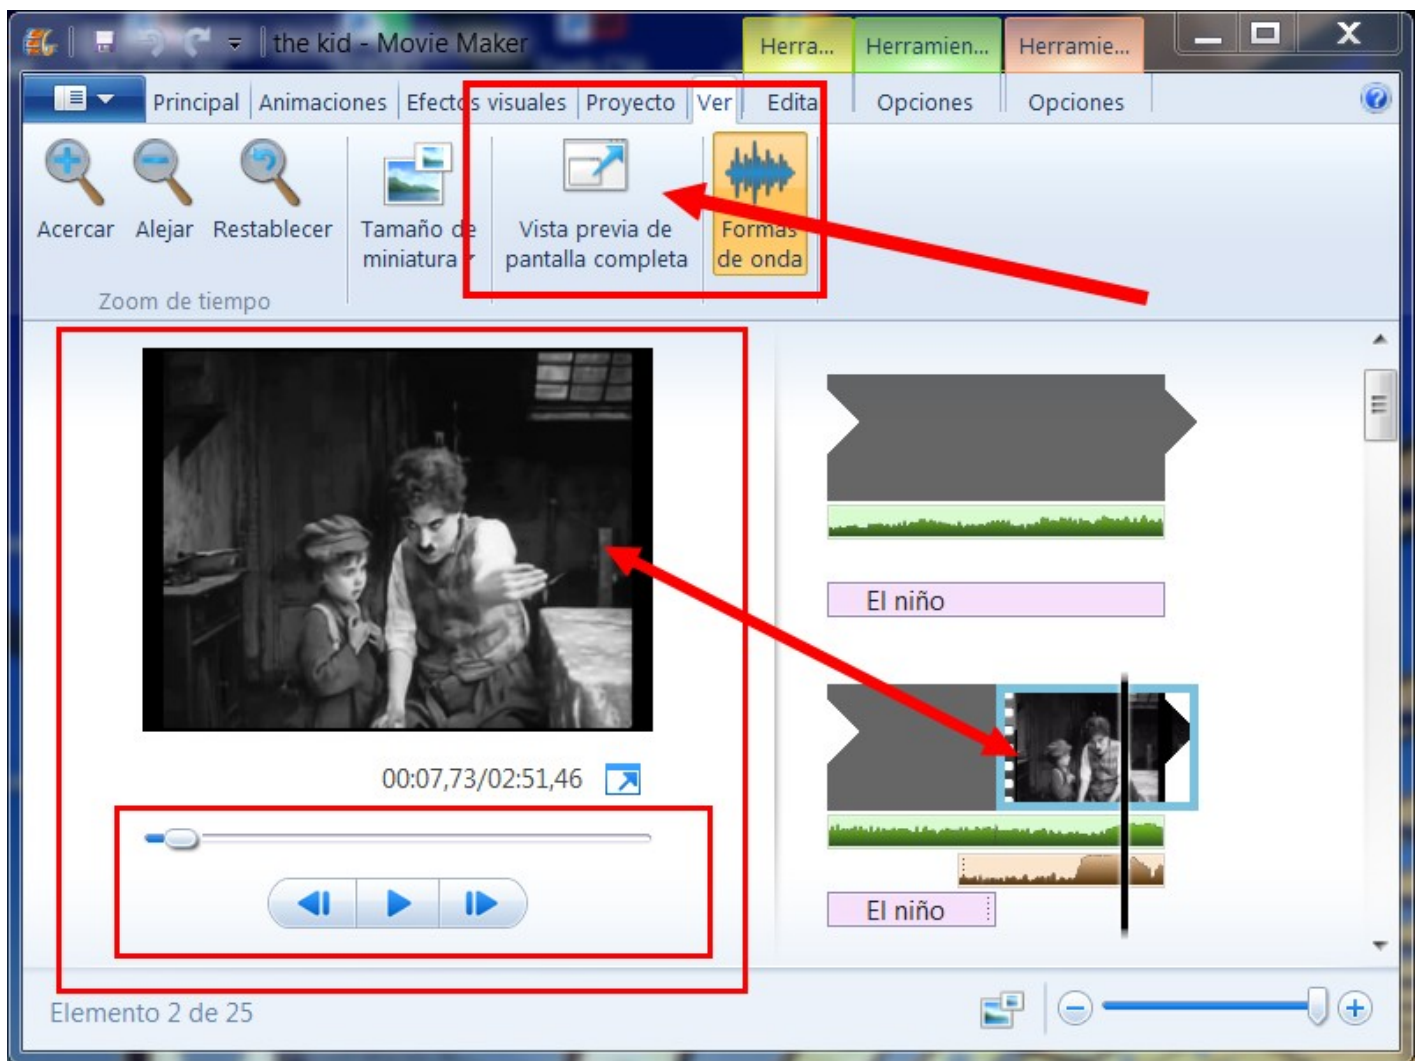 the kid - Movie Maker
Herra...
Herramien...
Herramie...
Principal
Animaciones
Efectos visuales
Proyecto
Ver
Edita
Opciones
Opciones
Acercar
Alejar
Restablecer
Tamaño de
miniatura
Vista previa de
pantalla completa
Formas
de onda
Zoom de tiempo
El niño
00:07,73/02:51,46
El niño
Elemento 2 de 25